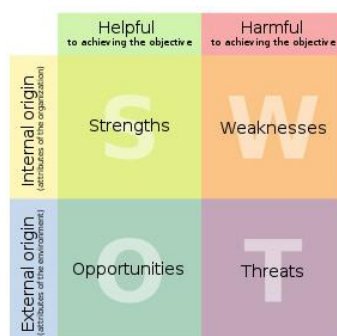 Helpful
to achieving the objective
Harmful
to achieving the objective
Internal origin
(attributes of the organization)
S
Strengths
W
Weaknesses
External origin
(attributes of the environment)
O
Opportunities
T
Threats